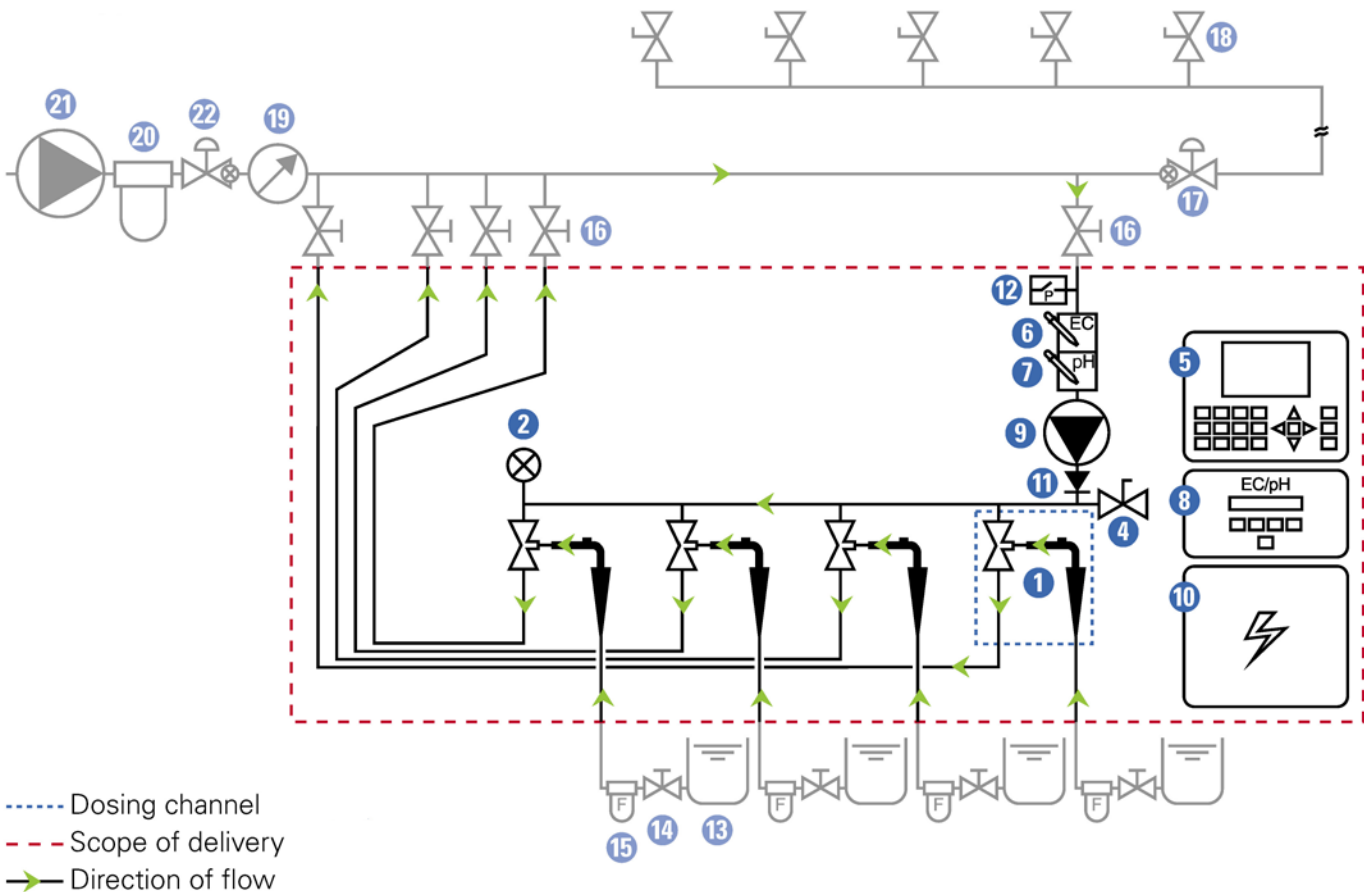 18
21
22
20
19
17
16
16
12
P
6
EC
5
7
pH
2
9
11
EC/pH
8
4
1
10
F
F
F
F
14
13
15
Dosing channel
Scope of delivery
Direction of flow